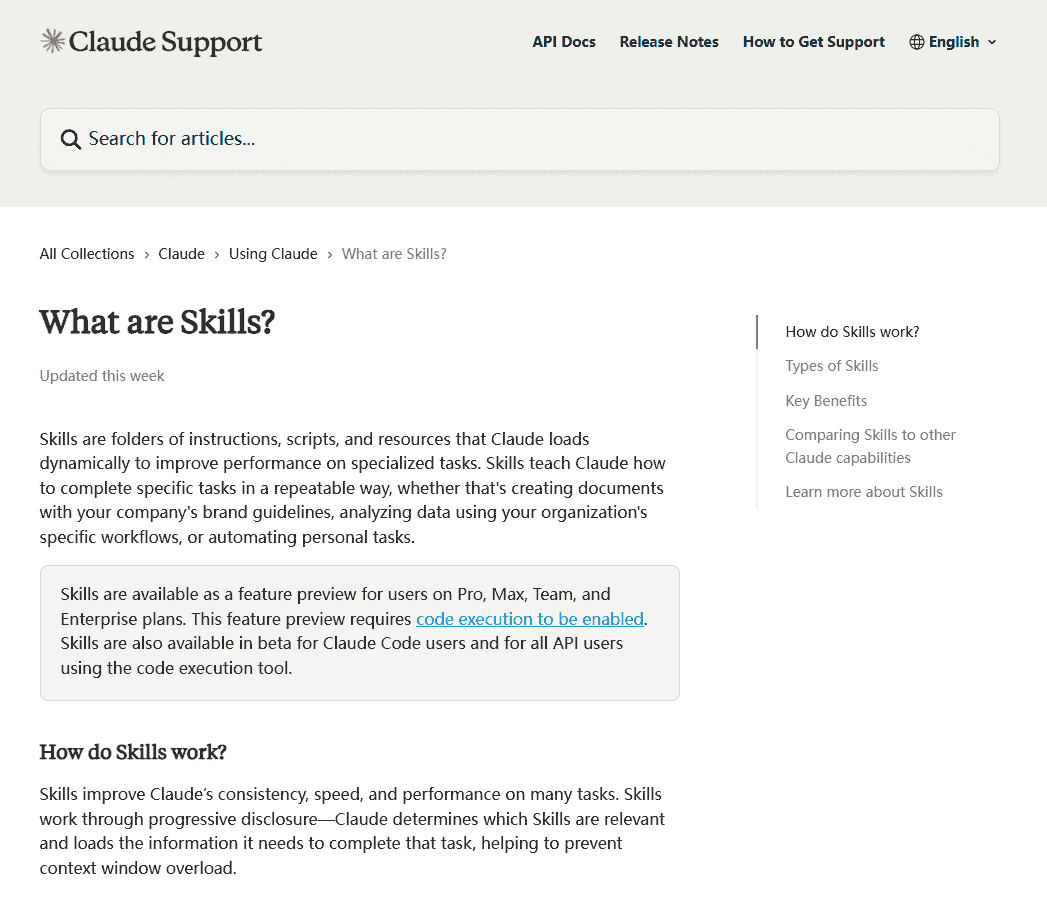 Claude Support
API Docs Release Notes How to Get Support English
Search for articles...
All Collections > Claude > Using Claude > What are Skills?
What are Skills?
Updated this week
Skills are folders of instructions, scripts, and resources that Claude loads
dynamically to improve performance on specialized tasks. Skills teach Claude how
to complete specific tasks in a repeatable way, whether that's creating documents
with your company's brand guidelines, analyzing data using your organization's
specific workflows, or automating personal tasks.
Skills are available as a feature preview for users on Pro, Max, Team, and
Enterprise plans. This feature preview requires code execution to be enabled.
Skills are also available in beta for Claude Code users and for all API users
using the code execution tool.
How do Skills work?
Skills improve Claude’s consistency, speed, and performance on many tasks. Skills
work through progressive disclosure—Claude determines which Skills are relevant
and loads the information it needs to complete that task, helping to prevent
context window overload.
How do Skills work?
Types of Skills
Key Benefits
Comparing Skills to other
Claude capabilities
Learn more about Skills